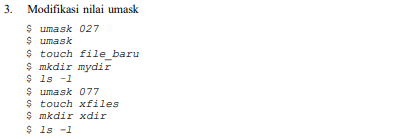 3. Modifikasi nilai umask
$ umask 027
$ umask
$ touch file_baru
$ mkdir mydir
$ ls -l
$ umask 077
$ touch xfiles
$ mkdir xdir
$ ls -l